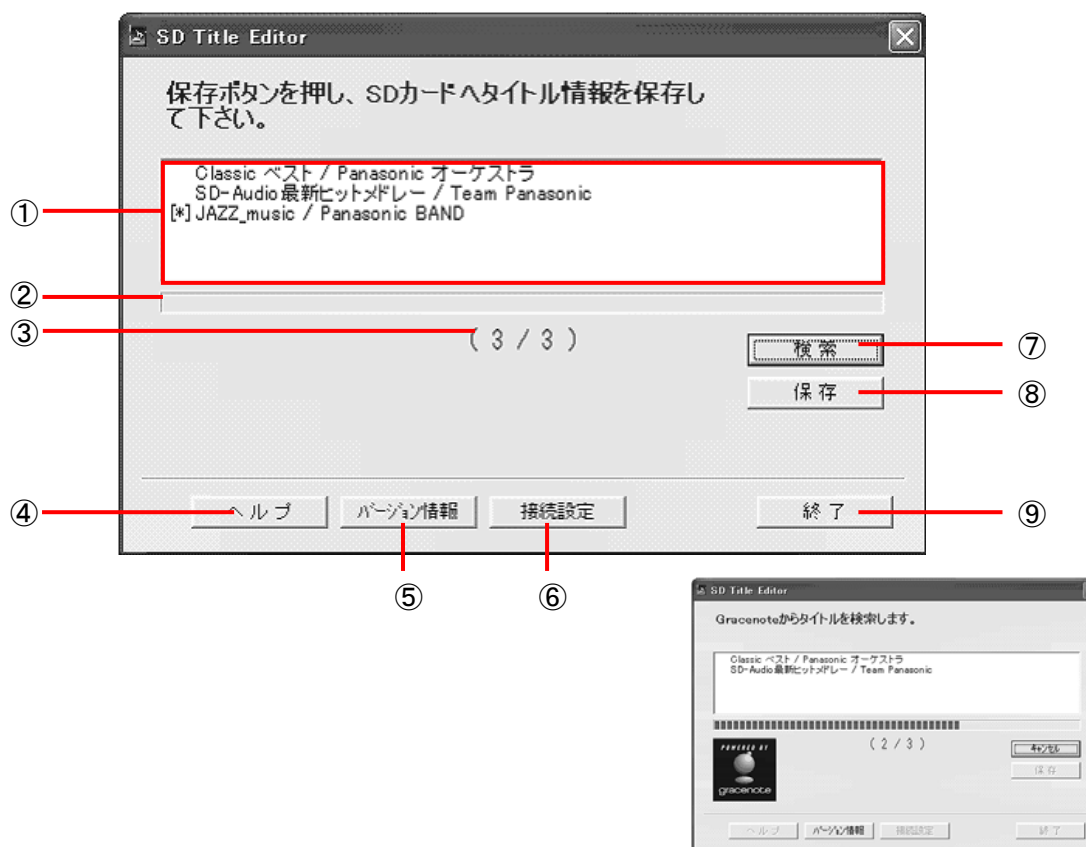 SD Title Editor
保存ボタンを押し、SDカードへタイトル情報を保存し
て下さい。
Classic ベスト / Panasonic オーケストラ
SD-Audio最新ヒットメドレー / Team Panasonic
[*]JAZZ_music / Panasonic BAND
①
②
③
( 3 / 3 )
検 索
⑦
保 存
⑧
④
ヘ ル プ
バージョン情報
接続設定
終 了
⑨
⑤
⑥
SD Title Editor
Gracenoteからタイトルを検索します。
Classic ベスト / Panasonic オーケストラ
SD-Audio最新ヒットメドレー / Team Panasonic
( 2 / 3 )
POWERED BY
gracenote
キャンセル
保 存
ヘ ル プ
バージョン情報
接続設定
終 了